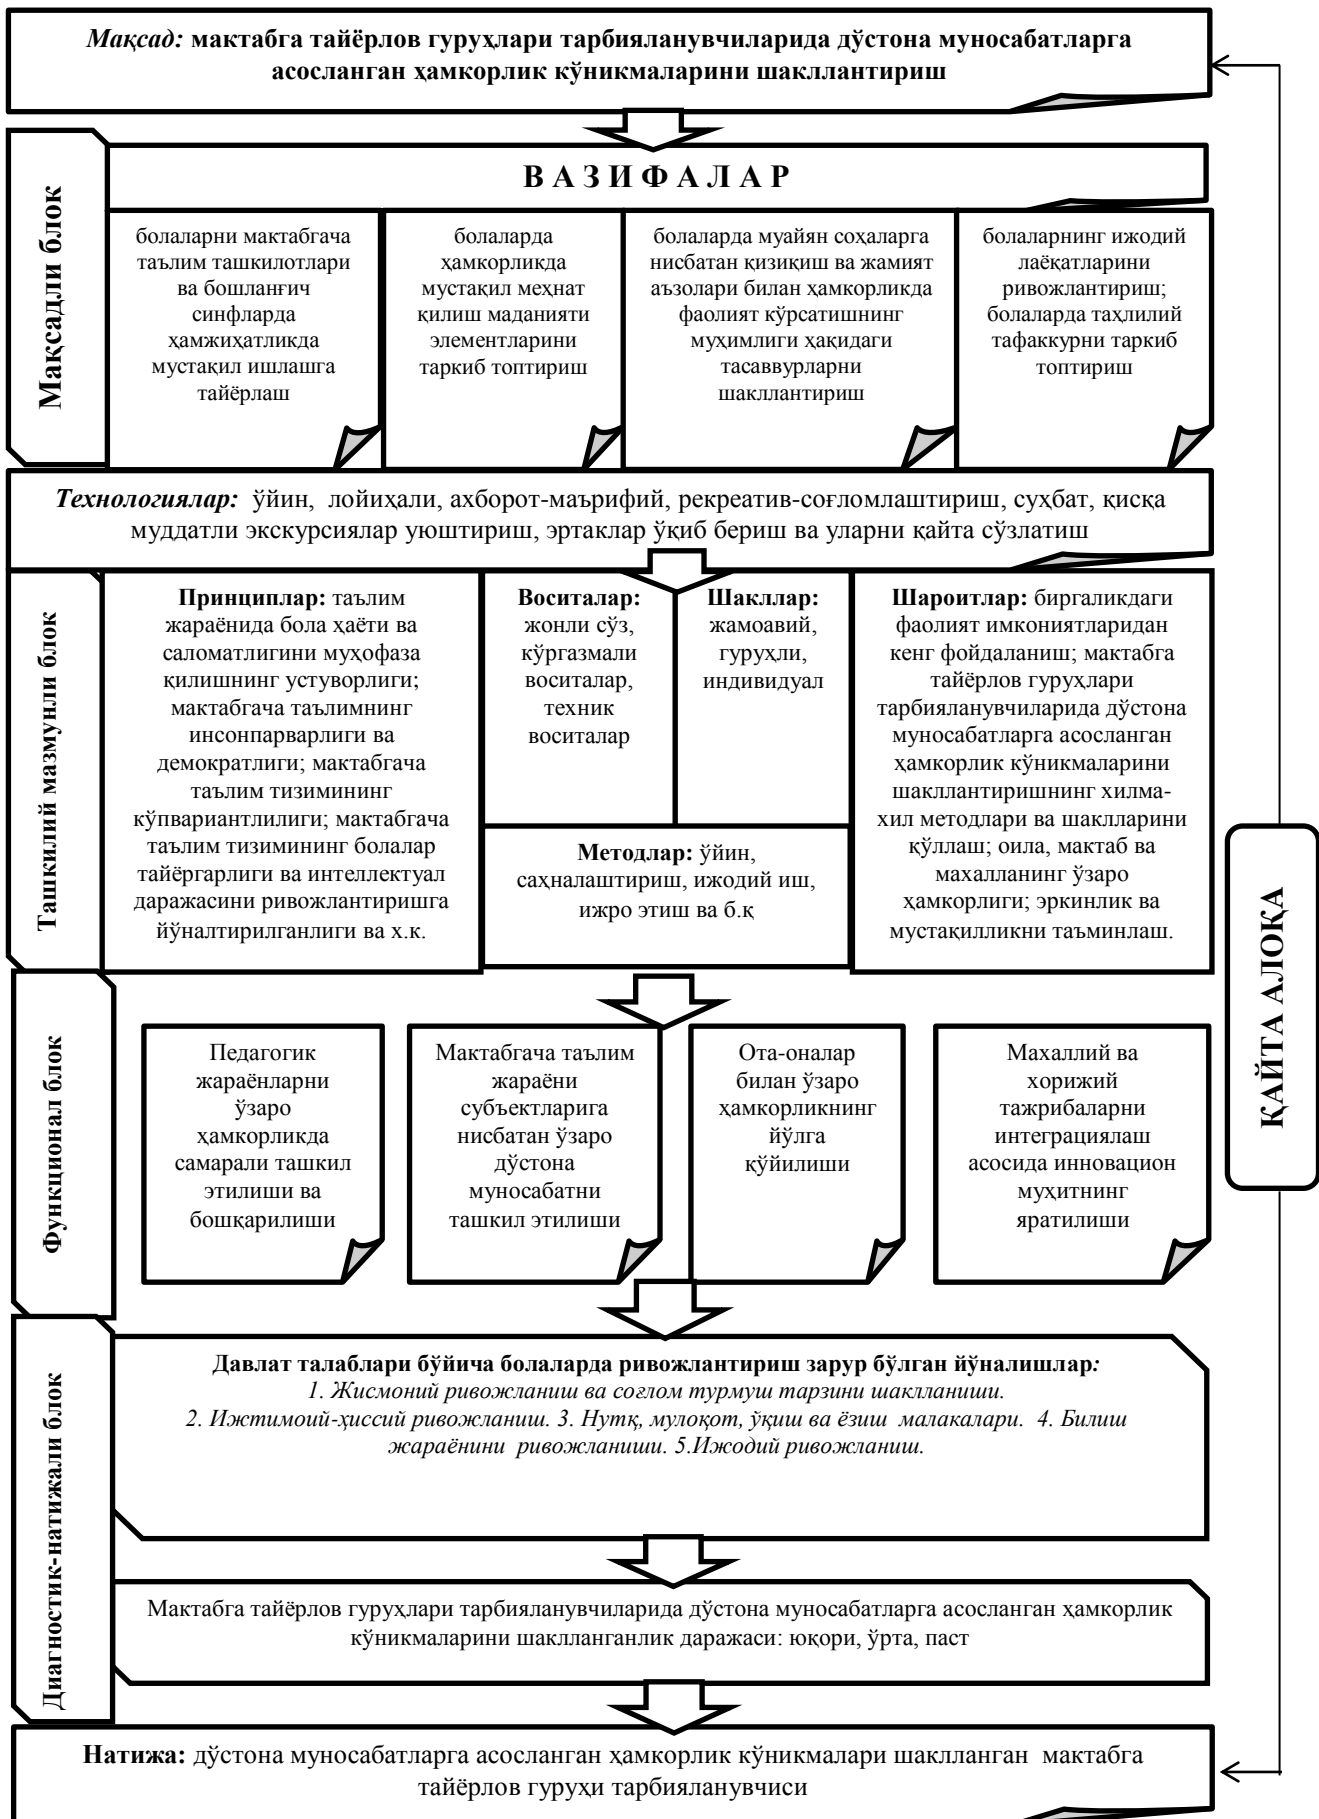 Мақсад: мактабга тайёрлов гуруҳлари тарбияланувчиларида дўстона муносабатларга
асосланган ҳамкорлик кўникмаларини шакллантириш
Мақсадли блок
В А З И Ф А Л А Р
болаларни мактабгача
таълим ташкилотлари
ва бошланғич
синфларда
ҳамжиҳатликда
мустақил ишлашга
тайёрлаш
болаларда
ҳамкорликда
мустақил меҳнат
қилиш маданияти
элементларини
таркиб топтириш
болаларда муайян соҳаларга
нисбатан қизиқиш ва жамият
аъзолари билан ҳамкорликда
фаолият кўрсатишнинг
муҳимлиги ҳақидаги
тасаввурларни
шакллантириш
болаларнинг ижодий
лаёқатларини
ривожлантириш;
болаларда таҳлилий
тафаккурни таркиб
топтириш
Технологиялар: ўйин, лойиҳали, ахборот-маърифий, рекреатив-соғломлаштириш, суҳбат, қисқа
муддатли экскурсиялар уюштириш, эртаклар ўқиб бериш ва уларни қайта сўзлатиш
Ташкилий мазмунли блок
Принциплар: таълим
жараёнида бола ҳаёти ва
саломатлигини муҳофаза
қилишнинг устуворлиги;
мактабгача таълимнинг
инсонпарварлиги ва
демократлиги; мактабгача
таълим тизимининг
кўпвариантлилиги; мактабгача
таълим тизимининг болалар
тайёргарлиги ва интеллектуал
даражасини ривожлантиришга
йўналтирилганлиги ва х.к.
Воситалар:
жонли сўз,
кўргазмали
воситалар,
техник
воситалар
Шакллар:
жамоавий,
гуруҳли,
индивидуал
Методлар: ўйин,
саҳналаштириш, ижодий иш,
ижро этиш ва б.қ
Шароитлар: биргаликдаги
фаолият имкониятларидан
кенг фойдаланиш; мактабга
тайёрлов гуруҳлари
тарбияланувчиларида дўстона
муносабатларга асосланган
ҳамкорлик кўникмаларини
шакллантиришнинг хилма-
хил методлари ва шаклларини
қўллаш; оила, мактаб ва
махалланинг ўзаро
ҳамкорлиги; эркинлик ва
мустақилликни таъминлаш.
ҚАЙТА АЛОҚА
Функционал блок
Педагогик
жараёнларни
ўзаро
ҳамкорликда
самарали ташкил
этилиши ва
бошқарилиши
Мактабгача таълим
жараёни
субъектларига
нисбатан ўзаро
дўстона
муносабатни
ташкил этилиши
Ота-оналар
билан ўзаро
ҳамкорликнинг
йўлга
қўйилиши
Махаллий ва
хорижий
тажрибаларни
интеграциялаш
асосида инновацион
муҳитнинг
яратилиши
Диагностик-натижали блок
Давлат талаблари бўйича болаларда ривожлантириш зарур бўлган йўналишлар:
1. Жисмоний ривожланиш ва соғлом турмуш тарзини шаклланиши.
2. Ижтимоий-ҳиссий ривожланиш. 3. Нутқ, мулоқот, ўқиш ва ёзиш малакалари. 4. Билиш
жараёнини ривожланиши. 5.Ижодий ривожланиш.
Мактабга тайёрлов гуруҳлари тарбияланувчиларида дўстона муносабатларга асосланган ҳамкорлик
кўникмаларини шаклланганлик даражаси: юқори, ўрта, паст
Натижа: дўстона муносабатларга асосланган ҳамкорлик кўникмалари шаклланган мактабга
тайёрлов гуруҳи тарбияланувчиси